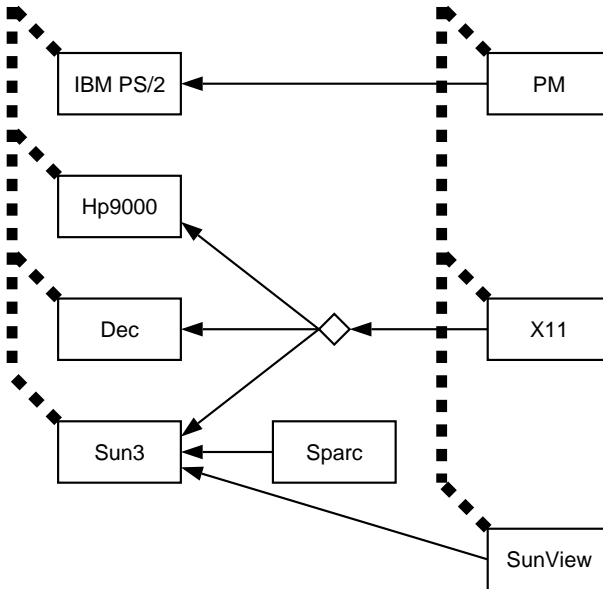 IBM PS/2
PM
Hp9000
Dec
X11
Sun3
Sparc
SunView